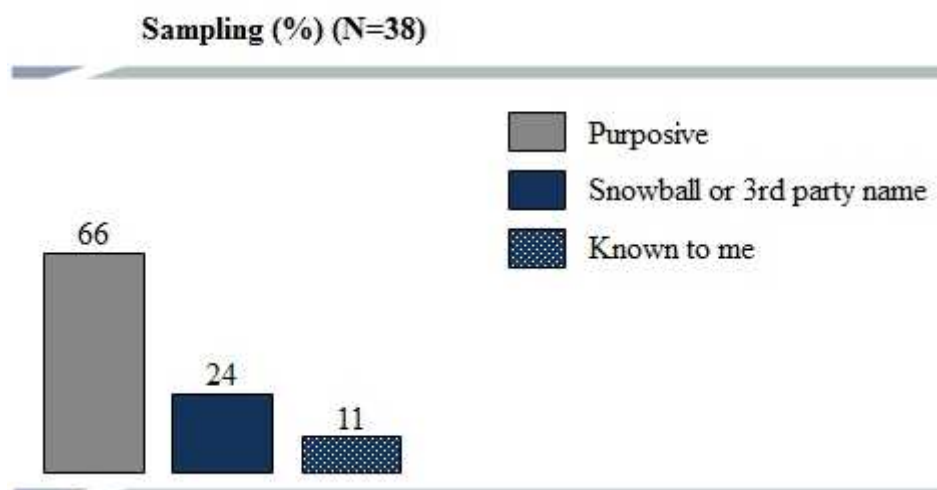 Sampling (%) (N=38)
Purposive
Snowball or 3rd party name
Known to me
66
24
11